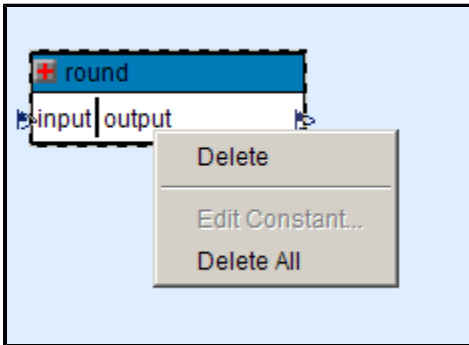 round
input output
Delete
Edit Constant...
Delete All